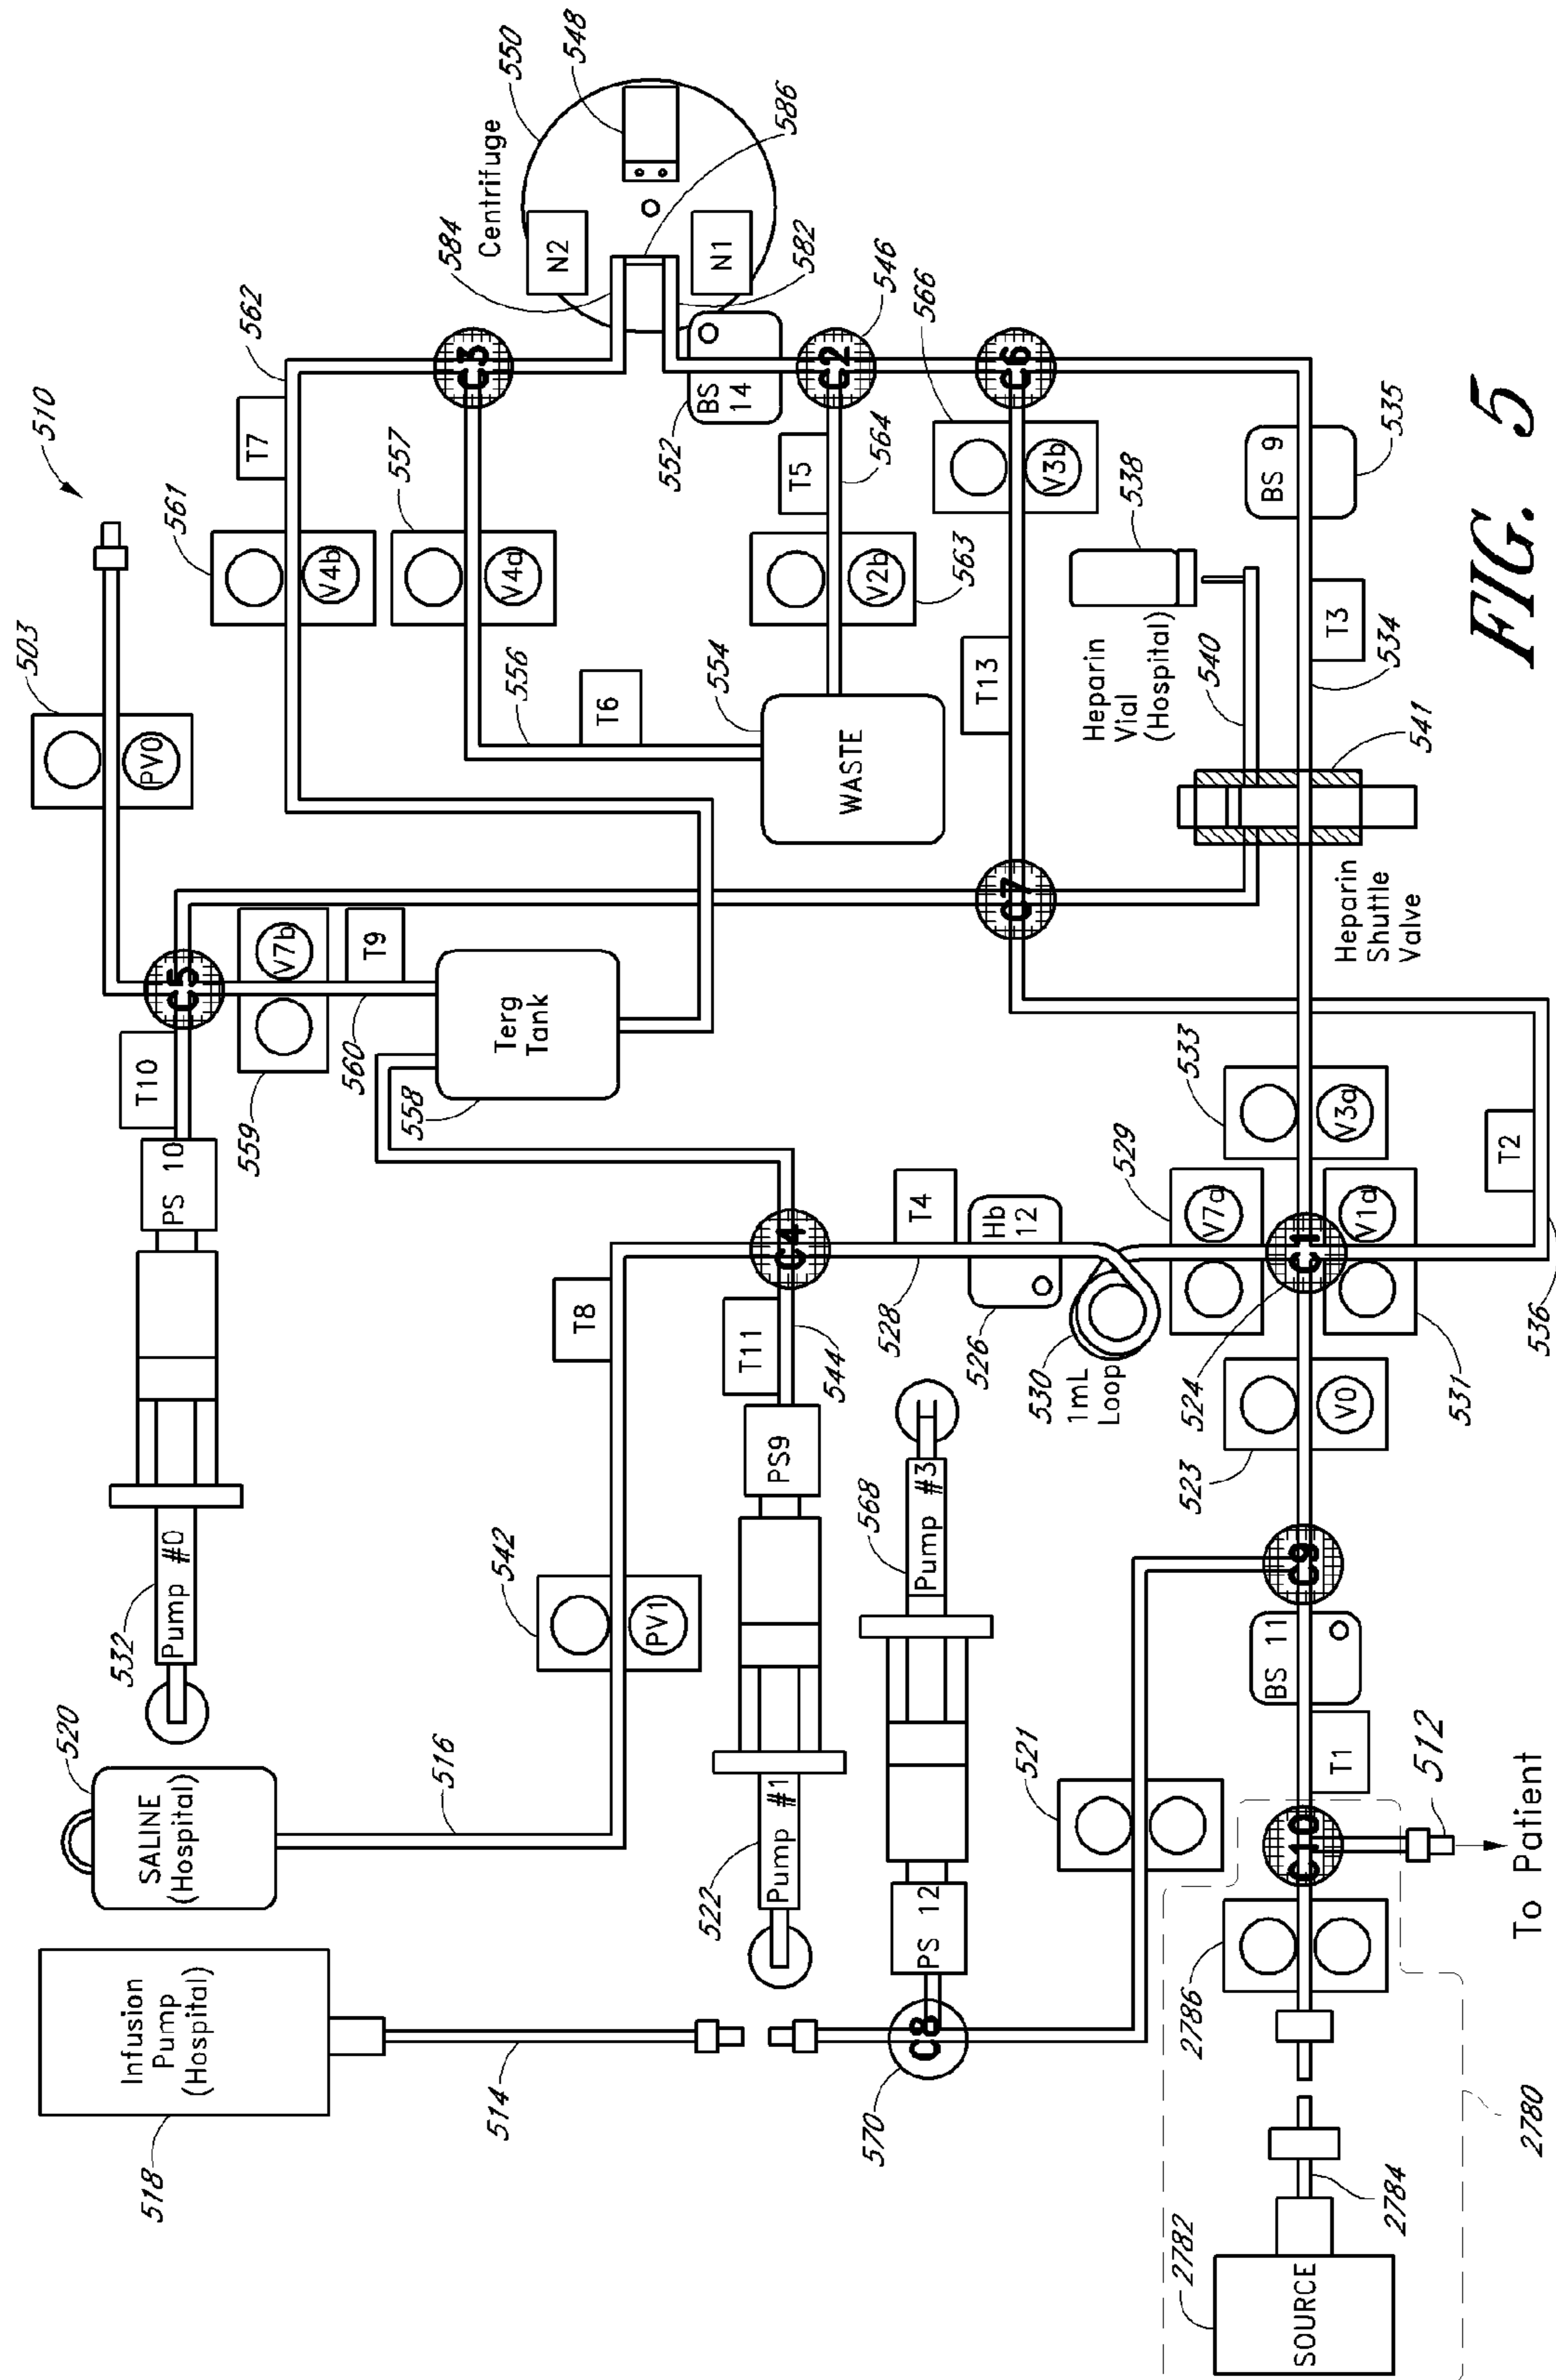 510
503
PV0
532
Pump #0
PS 10
T10
C5
V7b
559
T9
560
561
V4b
T7
562
557
V4a
556
T6
C3
584
Centrifuge
550
548
586
N2
N1
582
BS
14
552
C2
546
T5
564
V2b
563
554
WASTE
558
Terg
Tank
520
SALINE
(Hospital)
516
542
PV1
T8
C4
T11
544
PS9
522
Pump #1
Infusion
Pump
(Hospital)
518
514
C8
570
PS 12
568
Pump #3
521
T4
528
Hb
12
526
530
1mL
Loop
529
V7a
C1
524
V1a
531
523
V0
533
V3a
T2
536
C7
T13
566
V3b
C6
538
Heparin
Vial
(Hospital)
540
541
Heparin
Shuttle
Valve
T3
534
BS 9
535
C9
BS 11
T1
C10
512
To Patient
2786
2780
2784
2782
SOURCE
FIG. 5